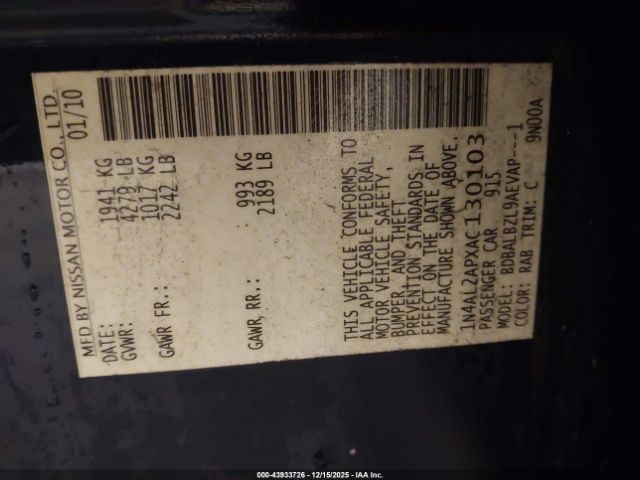 MFD BY NISSAN MOTOR CO., LTD.
DATE: 01/10
GVWR: 1941 KG
4279 LB
GAWR FR.: 1017 KG
2242 LB
GAWR, RR.: 993 KG
2189 LB
THIS VEHICLE CONFORMS TO
ALL APPLICABLE FEDERAL
MOTOR VEHICLE SAFETY,
BUMPER, AND THEFT
PREVENTION STANDARDS IN
EFFECT ON THE DATE OF
MANUFACTURE SHOWN ABOVE.
1N4AL2APXAC130103
PASSENGER CAR 915
MODEL: BDBALBZL9AEVAP---1
COLOR: RAB TRIM: C 9N00A
000-43933726 - 12/15/2025 - IAA Inc.